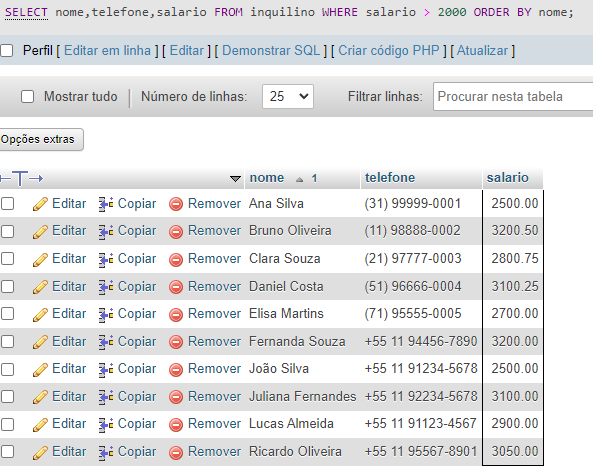 SELECT nome,telefone,salario FROM inquilino WHERE salario > 2000 ORDER BY nome;
Perfil [ Editar em linha ] [ Editar ] [ Demonstrar SQL ] [ Criar código PHP ] [ Atualizar ]
Mostrar tudo | Número de linhas: 25 Filtrar linhas: Procurar nesta tabela
Opções extras
←T→ nome 1 telefone salario
Editar Copiar Remover Ana Silva (31) 99999-0001 2500.00
Editar Copiar Remover Bruno Oliveira (11) 98888-0002 3200.50
Editar Copiar Remover Clara Souza (21) 97777-0003 2800.75
Editar Copiar Remover Daniel Costa (51) 96666-0004 3100.25
Editar Copiar Remover Elisa Martins (71) 95555-0005 2700.00
Editar Copiar Remover Fernanda Souza +55 11 94456-7890 3200.00
Editar Copiar Remover João Silva +55 11 91234-5678 2500.00
Editar Copiar Remover Juliana Fernandes +55 11 92234-5678 3100.00
Editar Copiar Remover Lucas Almeida +55 11 91123-4567 2900.00
Editar Copiar Remover Ricardo Oliveira +55 11 95567-8901 3050.00